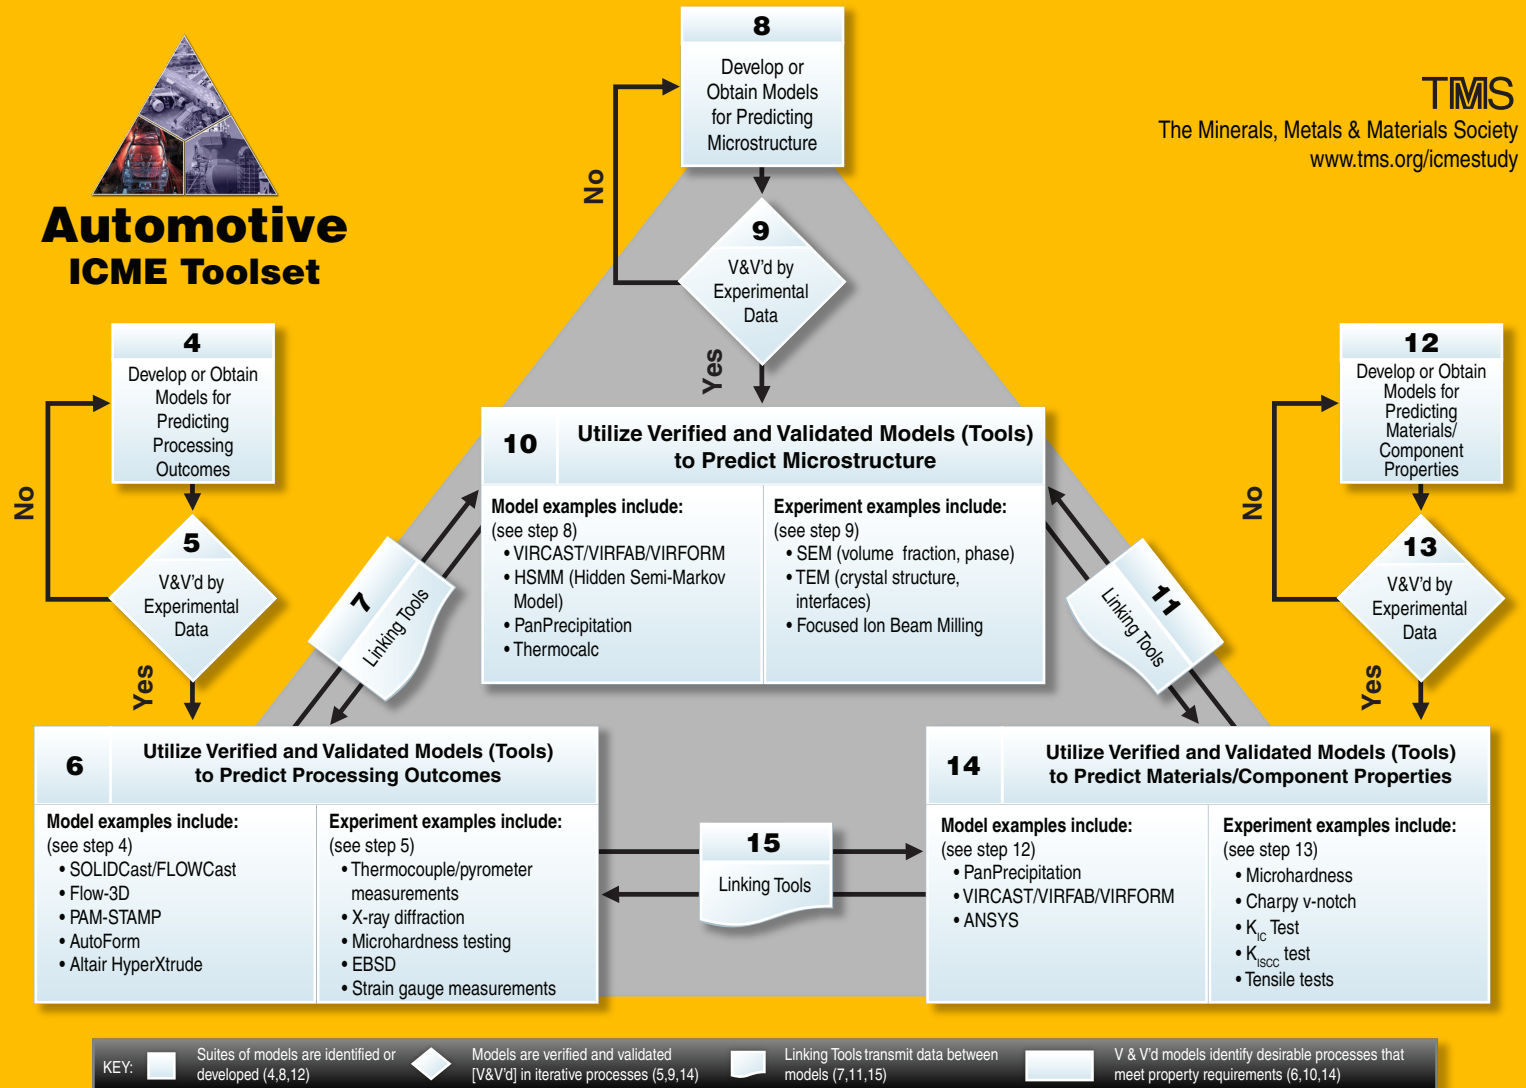 Automotive
ICME Toolset
TMS
The Minerals, Metals & Materials Society
www.tms.org/icmestudy
8
Develop or
Obtain Models
for Predicting
Microstructure
No
9
V&V'd by
Experimental
Data
Yes
4
Develop or Obtain
Models for
Predicting
Processing
Outcomes
No
5
V&V'd by
Experimental
Data
Yes
12
Develop or Obtain
Models for
Predicting
Materials/
Component
Properties
No
13
V&V'd by
Experimental
Data
Yes
10
Utilize Verified and Validated Models (Tools)
to Predict Microstructure
Model examples include:
(see step 8)
• VIRCAST/VIRFAB/VIRFORM
• HSMM (Hidden Semi-Markov
Model)
• PanPrecipitation
• Thermocalc
Experiment examples include:
(see step 9)
• SEM (volume fraction, phase)
• TEM (crystal structure,
interfaces)
• Focused Ion Beam Milling
7
Linking Tools
11
Linking Tools
6
Utilize Verified and Validated Models (Tools)
to Predict Processing Outcomes
Model examples include:
(see step 4)
• SOLIDCast/FLOWCast
• Flow-3D
• PAM-STAMP
• AutoForm
• Altair HyperXtrude
Experiment examples include:
(see step 5)
• Thermocouple/pyrometer
measurements
• X-ray diffraction
• Microhardness testing
• EBSD
• Strain gauge measurements
15
Linking Tools
14
Utilize Verified and Validated Models (Tools)
to Predict Materials/Component Properties
Model examples include:
(see step 12)
• PanPrecipitation
• VIRCAST/VIRFAB/VIRFORM
• ANSYS
Experiment examples include:
(see step 13)
• Microhardness
• Charpy v-notch
• KIC Test
• KISCC test
• Tensile tests
KEY:
Suites of models are identified or
developed (4,8,12)
Models are verified and validated
[V&V'd] in iterative processes (5,9,14)
Linking Tools transmit data between
models (7,11,15)
V & V'd models identify desirable processes that
meet property requirements (6,10,14)